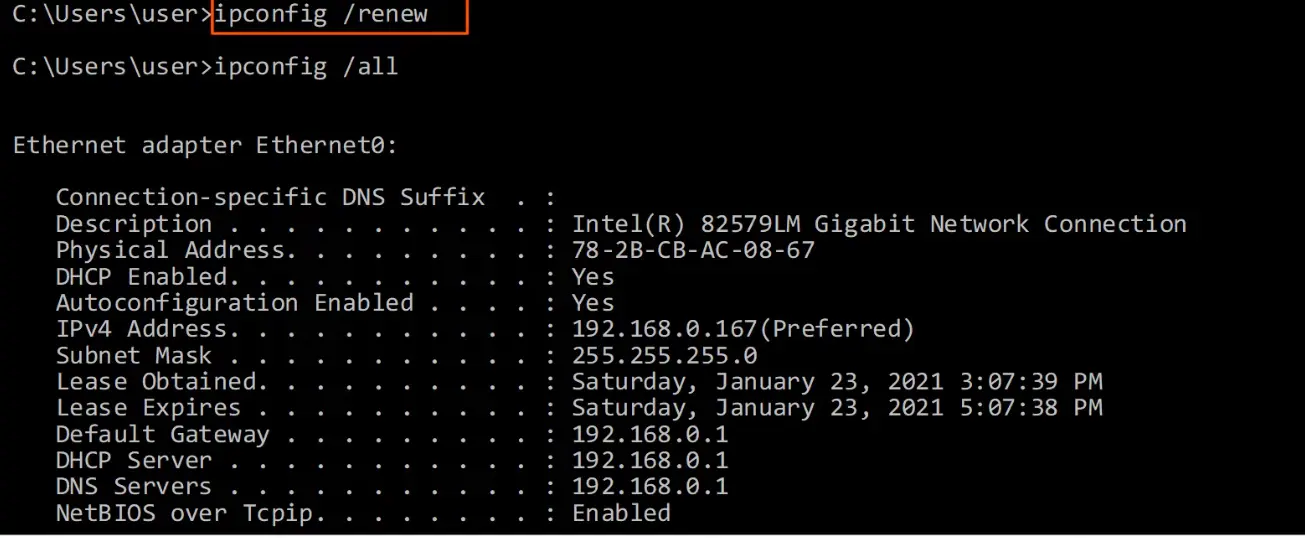 C:\Users\user>ipconfig /renew
C:\Users\user>ipconfig /all
Ethernet adapter Ethernet0:
Connection-specific DNS Suffix  . :
Description . . . . . . . . . . . : Intel(R) 82579LM Gigabit Network Connection
Physical Address. . . . . . . . . : 78-2B-CB-AC-08-67
DHCP Enabled. . . . . . . . . . . : Yes
Autoconfiguration Enabled . . . . : Yes
IPv4 Address. . . . . . . . . . . : 192.168.0.167(Preferred)
Subnet Mask . . . . . . . . . . . : 255.255.255.0
Lease Obtained. . . . . . . . . . : Saturday, January 23, 2021 3:07:39 PM
Lease Expires . . . . . . . . . . : Saturday, January 23, 2021 5:07:38 PM
Default Gateway . . . . . . . . . : 192.168.0.1
DHCP Server . . . . . . . . . . . : 192.168.0.1
DNS Servers . . . . . . . . . . . : 192.168.0.1
NetBIOS over Tcpip. . . . . . . . : Enabled